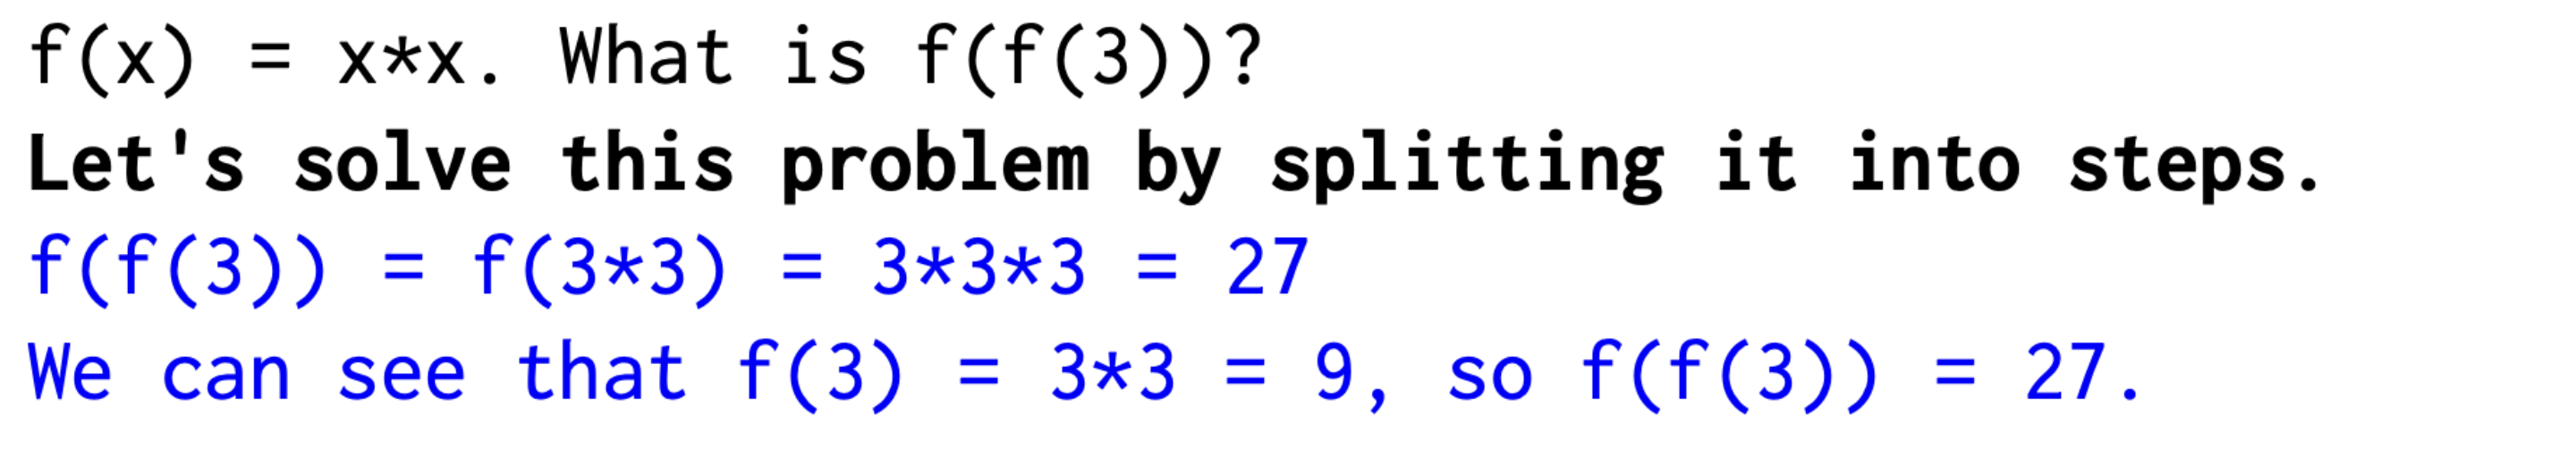 f(x) = x*x. What is f(f(3))?
Let's solve this problem by splitting it into steps.
f(f(3)) = f(3*3) = 3*3*3 = 27
We can see that f(3) = 3*3 = 9, so f(f(3)) = 27.